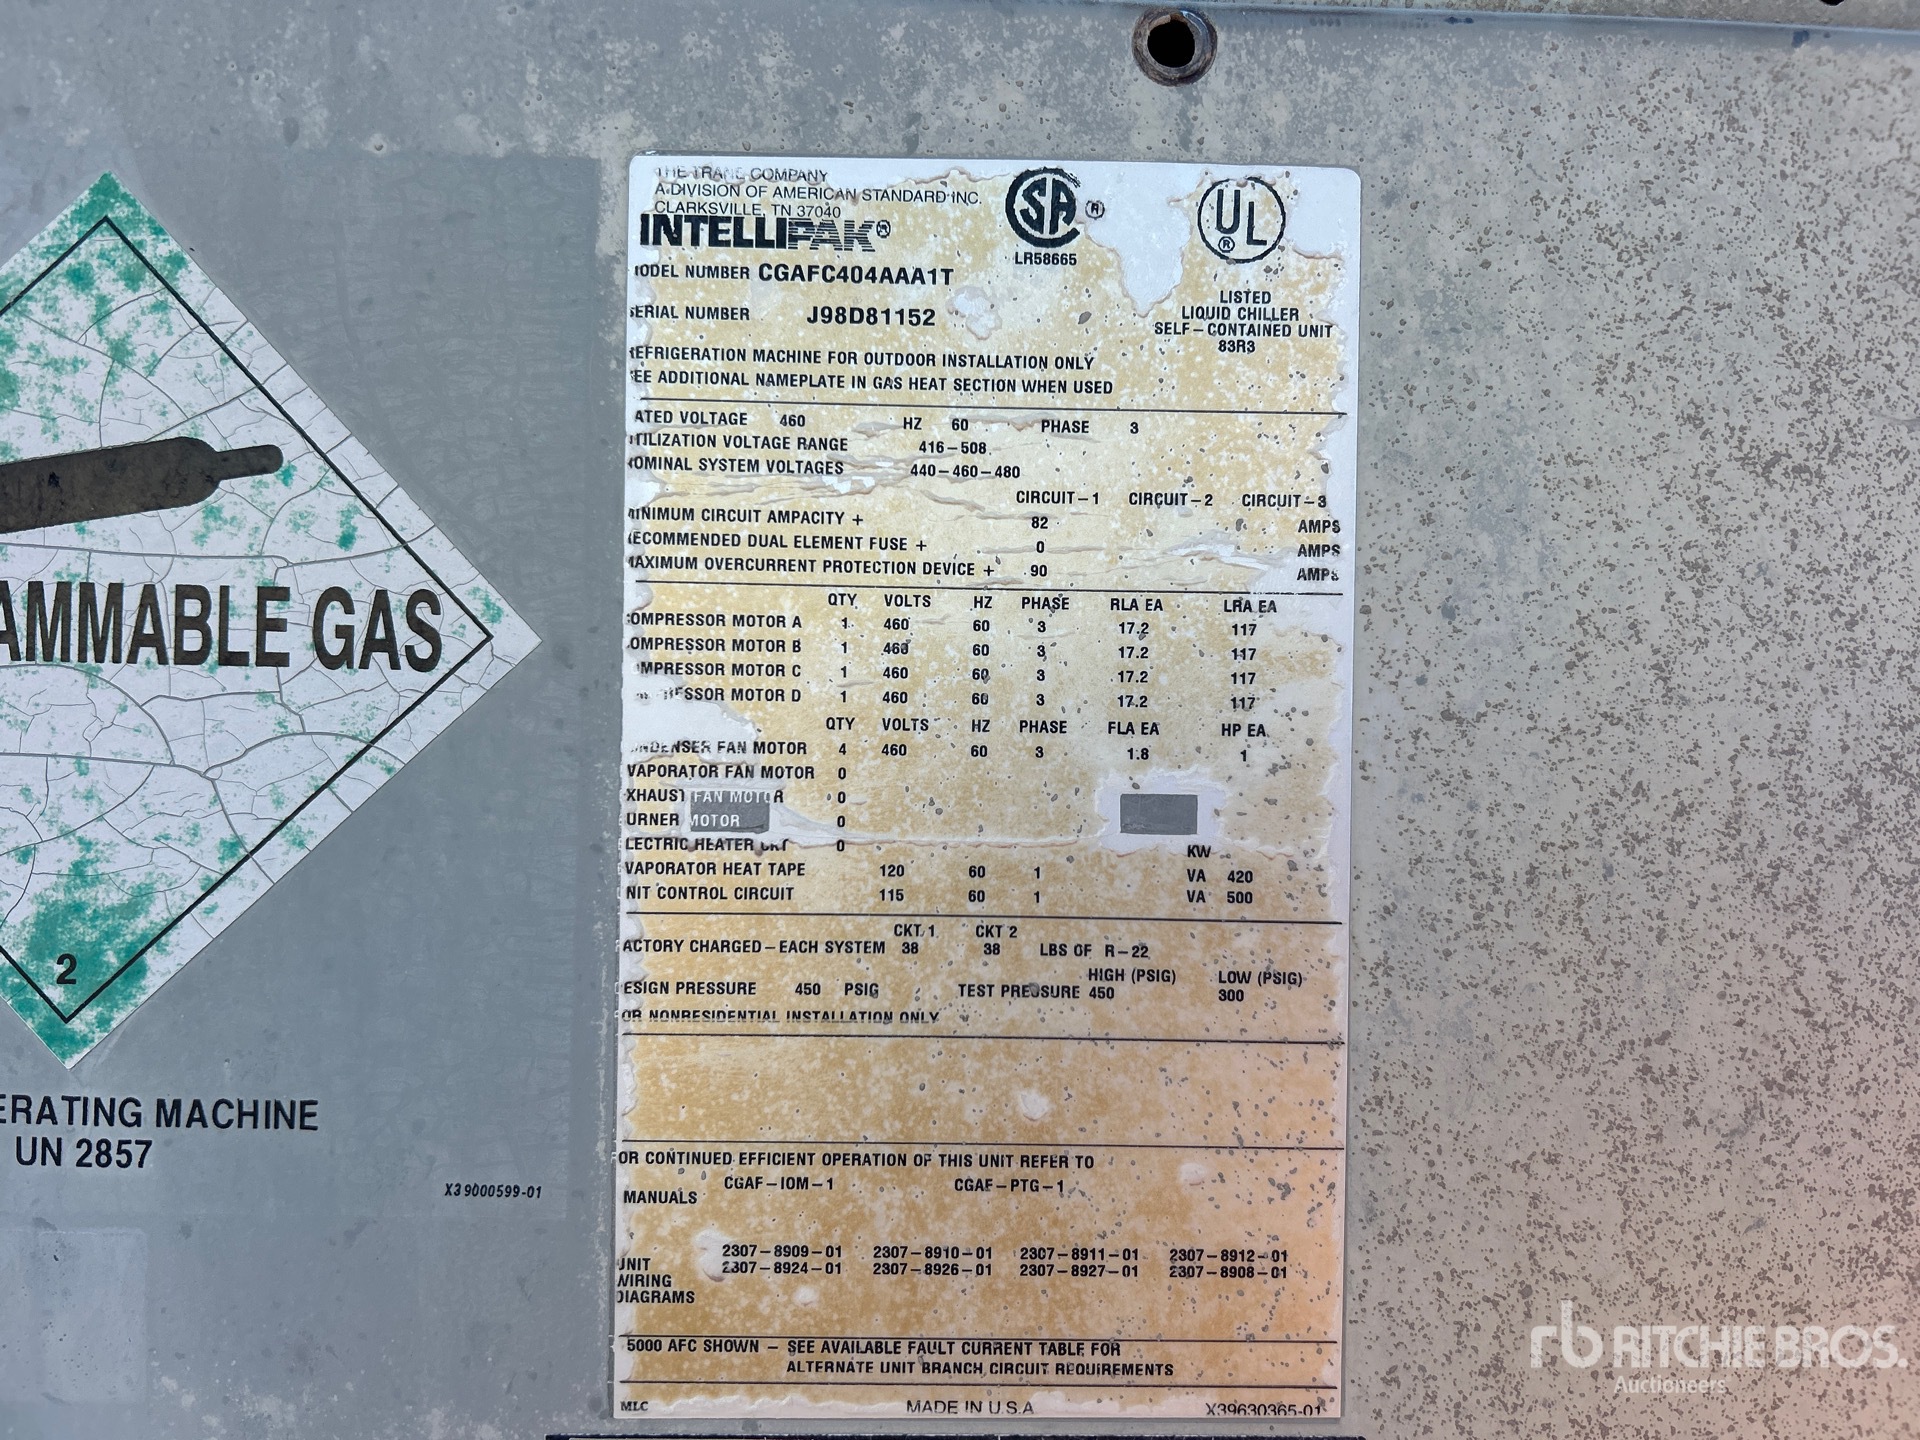 AMMABLE GAS
2
ERATING MACHINE
UN 2857
X39000599-01
THE TRANE COMPANY
A DIVISION OF AMERICAN STANDARD INC.
CLARKSVILLE, TN 37040
INTELLIPAK®
SA ®
LR58665
UL ®
LISTED
LIQUID CHILLER
SELF-CONTAINED UNIT
83R3
ODEL NUMBER CGAFC404AAA1T
ERIAL NUMBER J98D81152
EFRIGERATION MACHINE FOR OUTDOOR INSTALLATION ONLY
EE ADDITIONAL NAMEPLATE IN GAS HEAT SECTION WHEN USED
ATED VOLTAGE 460 HZ 60 PHASE 3
TILIZATION VOLTAGE RANGE 416-508
OMINAL SYSTEM VOLTAGES 440-460-480
CIRCUIT-1 CIRCUIT-2 CIRCUIT-3
INIMUM CIRCUIT AMPACITY + 82 AMPS
ECOMMENDED DUAL ELEMENT FUSE + 0 AMPS
AXIMUM OVERCURRENT PROTECTION DEVICE + 90 AMPS
QTY VOLTS HZ PHASE RLA EA LRA EA
OMPRESSOR MOTOR A 1 460 60 3 17.2 117
OMPRESSOR MOTOR B 1 460 60 3 17.2 117
MPRESSOR MOTOR C 1 460 60 3 17.2 117
ESSOR MOTOR D 1 460 60 3 17.2 117
QTY VOLTS HZ PHASE FLA EA HP EA
NDENSER FAN MOTOR 4 460 60 3 1.8 1
VAPORATOR FAN MOTOR 0
XHAUST FAN MOTOR 0
URNER MOTOR 0
LECTRIC HEATER CKT 0 KW
VAPORATOR HEAT TAPE 120 60 1 VA 420
NIT CONTROL CIRCUIT 115 60 1 VA 500
CKT 1 CKT 2
ACTORY CHARGED-EACH SYSTEM 38 38 LBS OF R-22
HIGH (PSIG) LOW (PSIG)
ESIGN PRESSURE 450 PSIG TEST PRESSURE 450 300
OR NONRESIDENTIAL INSTALLATION ONLY
OR CONTINUED EFFICIENT OPERATION OF THIS UNIT REFER TO
MANUALS CGAF-IOM-1 CGAF-PTG-1
2307-8909-01 2307-8910-01 2307-8911-01 2307-8912-01
UNIT 2307-8924-01 2307-8926-01 2307-8927-01 2307-8908-01
WIRING
DIAGRAMS
5000 AFC SHOWN - SEE AVAILABLE FAULT CURRENT TABLE FOR
ALTERNATE UNIT BRANCH CIRCUIT REQUIREMENTS
MLC MADE IN U.S.A X39630365-01
rb RITCHIE BROS.
Auctioneers